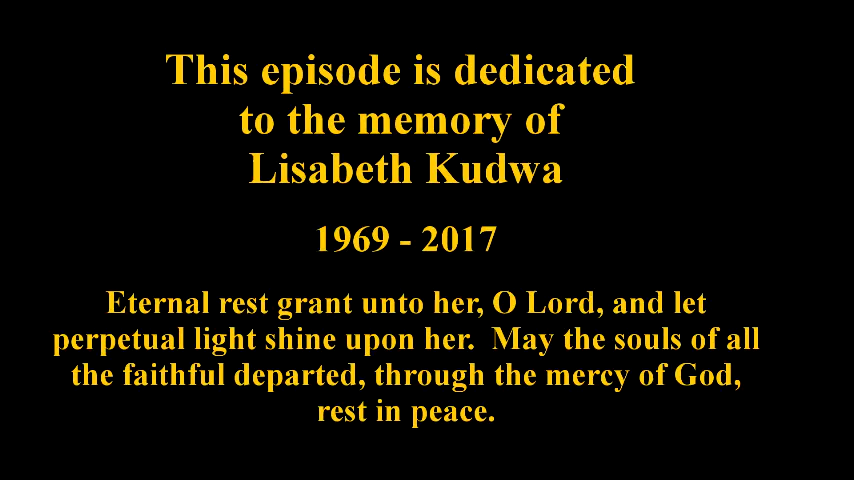 This episode is dedicated
to the memory of
Lisabeth Kudwa
1969 - 2017
Eternal rest grant unto her, O Lord, and let
perpetual light shine upon her.  May the souls of all
the faithful departed, through the mercy of God,
rest in peace.